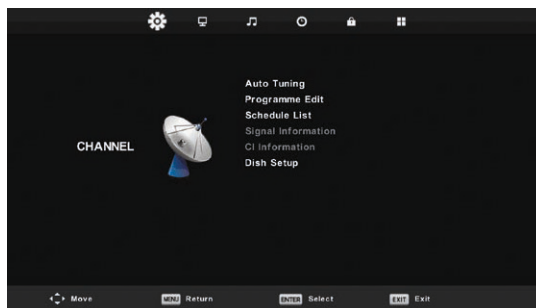 Auto Tuning
Programme Edit
Schedule List
Signal Information
CI Information
CHANNEL
Dish Setup
Move MENU Return ENTER Select EXIT Exit